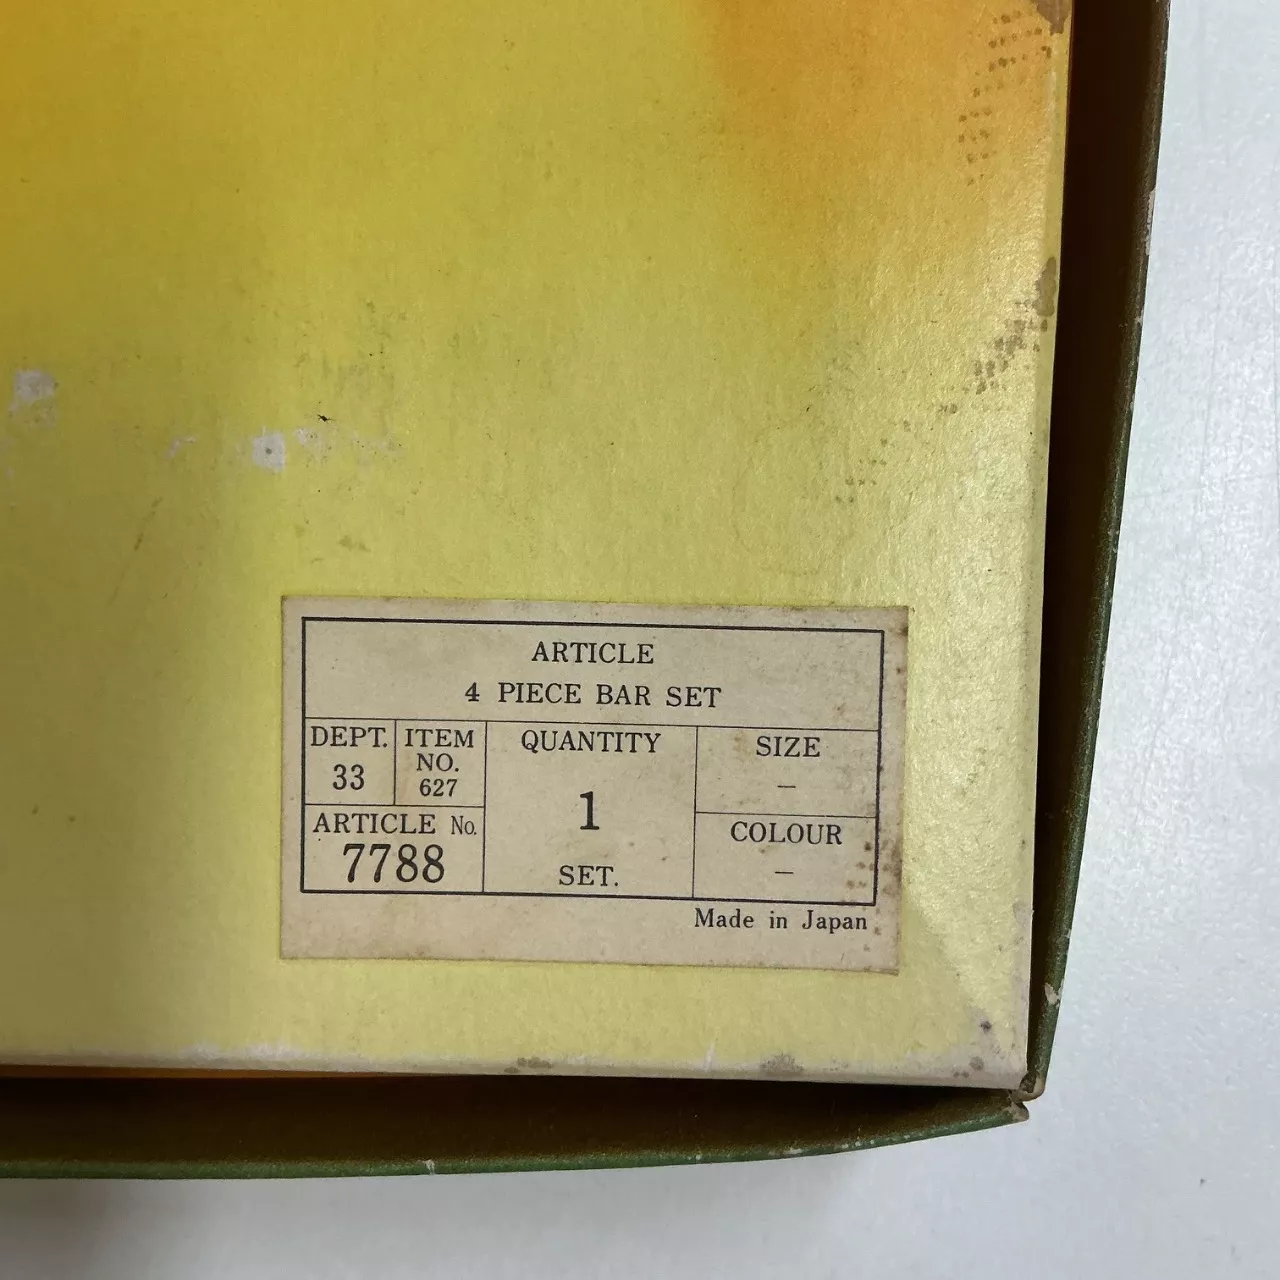 ARTICLE
4 PIECE BAR SET
DEPT.
33
ITEM
NO.
627
ARTICLE No.
7788
QUANTITY
1
SET.
SIZE
–
COLOUR
–
Made in Japan